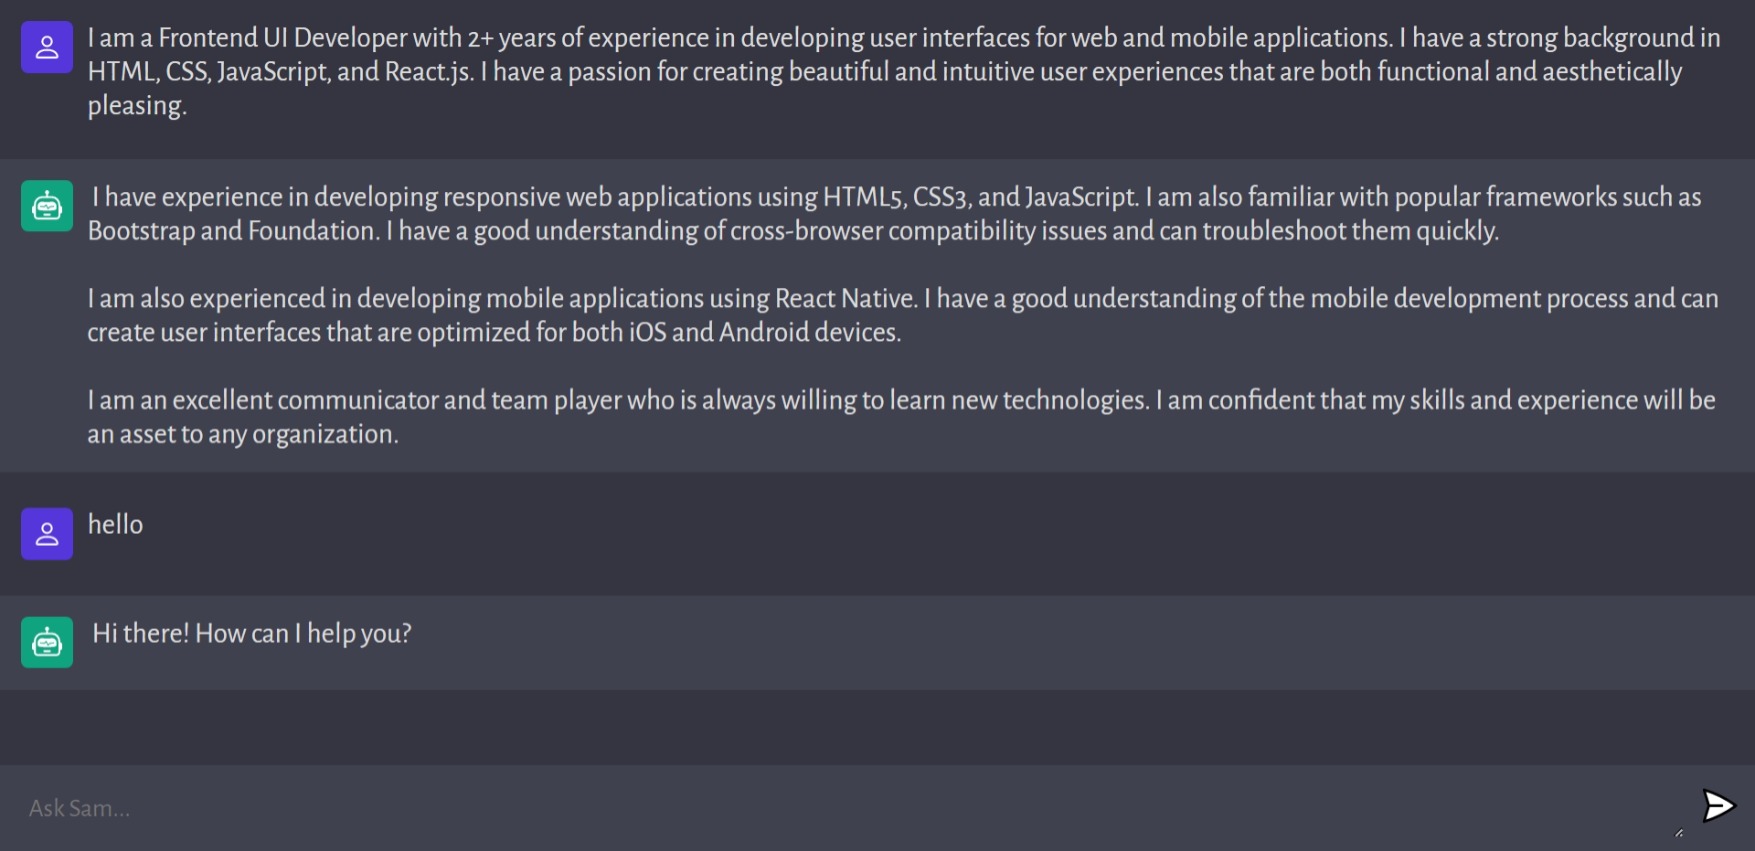 I am a Frontend UI Developer with 2+ years of experience in developing user interfaces for web and mobile applications. I have a strong background in
HTML, CSS, JavaScript, and React.js. I have a passion for creating beautiful and intuitive user experiences that are both functional and aesthetically
pleasing.
I have experience in developing responsive web applications using HTML5, CSS3, and JavaScript. I am also familiar with popular frameworks such as
Bootstrap and Foundation. I have a good understanding of cross-browser compatibility issues and can troubleshoot them quickly.
I am also experienced in developing mobile applications using React Native. I have a good understanding of the mobile development process and can
create user interfaces that are optimized for both iOS and Android devices.
I am an excellent communicator and team player who is always willing to learn new technologies. I am confident that my skills and experience will be
an asset to any organization.
hello
Hi there! How can I help you?
Ask Sam...